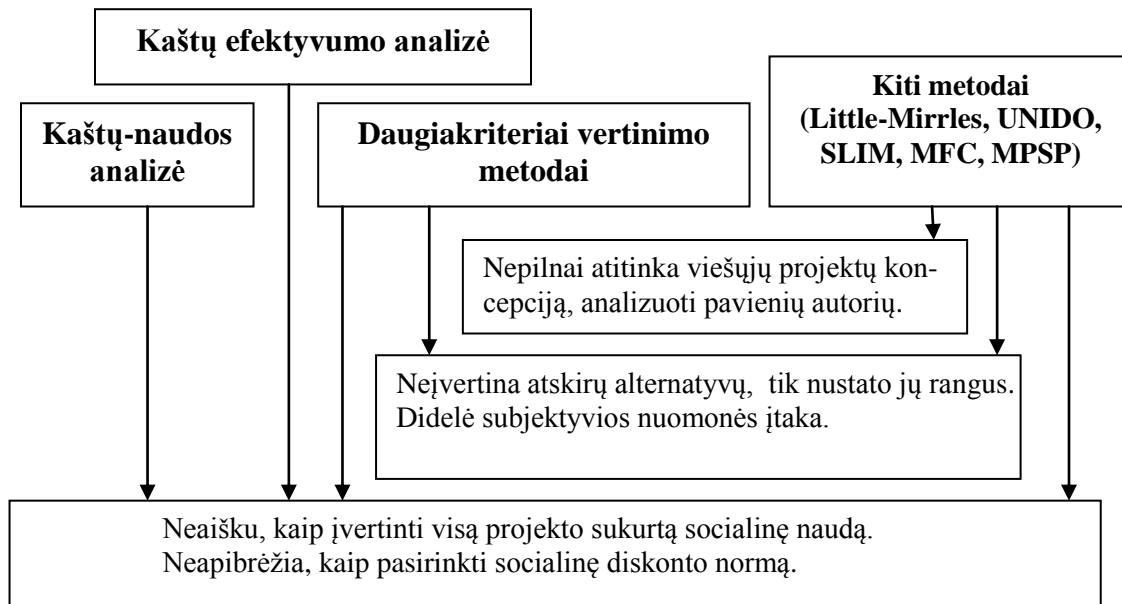 Kaštų efektyvumo analizė
Kaštų-naudos
analizė
Daugiakriteriai vertinimo
metodai
Kiti metodai
(Little-Mirrles, UNIDO,
SLIM, MFC, MPSP)
Nepilnai atitinka viešųjų projektų kon-
cepciją, analizuoti pavienių autorių.
Neįvertina atskirų alternatyvų, tik nustato jų rangus.
Didelė subjektyvios nuomonės įtaka.
Neaišku, kaip įvertinti visą projekto sukurtą socialinę naudą.
Neapibrėžia, kaip pasirinkti socialinę diskonto normą.